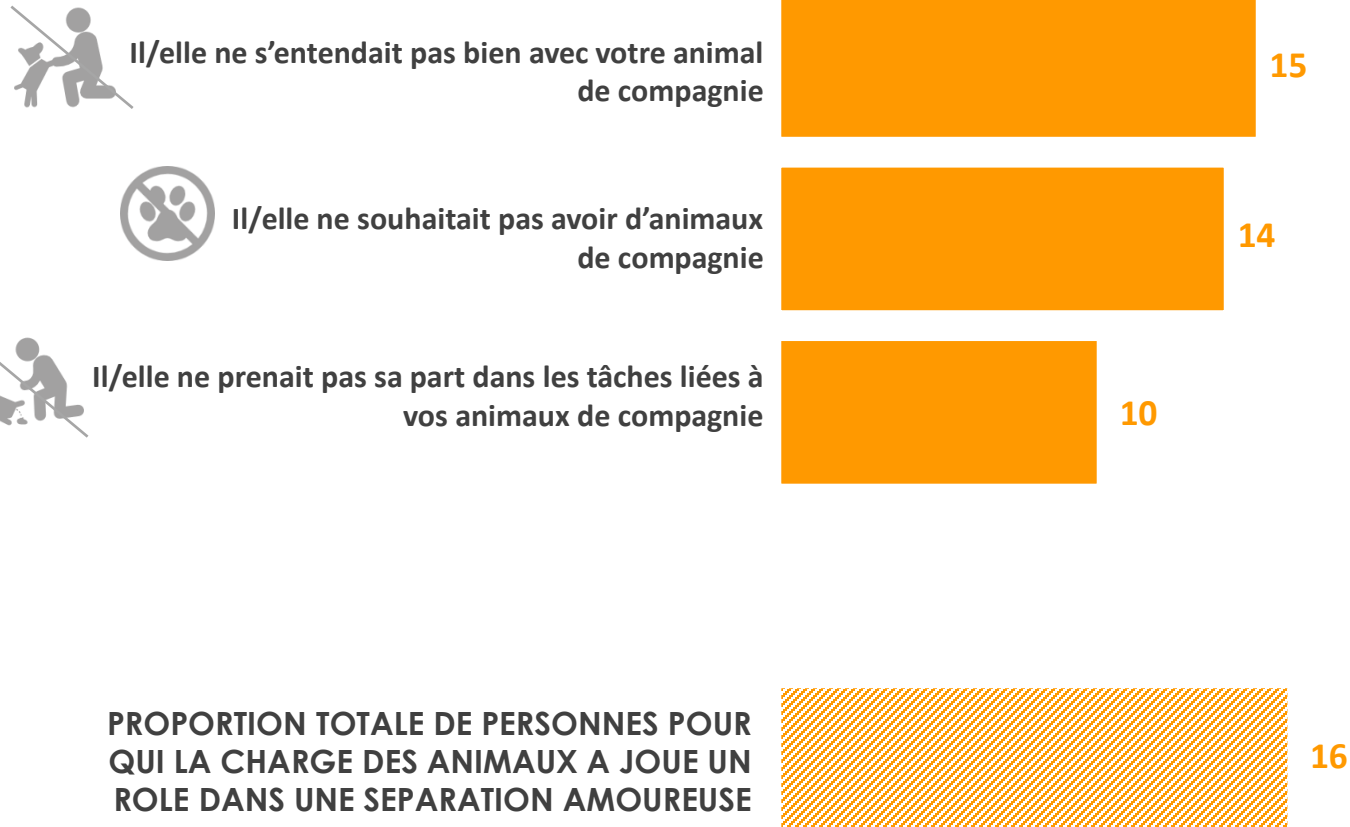 Il/elle ne s’entendait pas bien avec votre animal
de compagnie
15
Il/elle ne souhaitait pas avoir d’animaux
de compagnie
14
Il/elle ne prenait pas sa part dans les tâches liées à
vos animaux de compagnie
10
PROPORTION TOTALE DE PERSONNES POUR
QUI LA CHARGE DES ANIMAUX A JOUE UN
ROLE DANS UNE SEPARATION AMOUREUSE
16